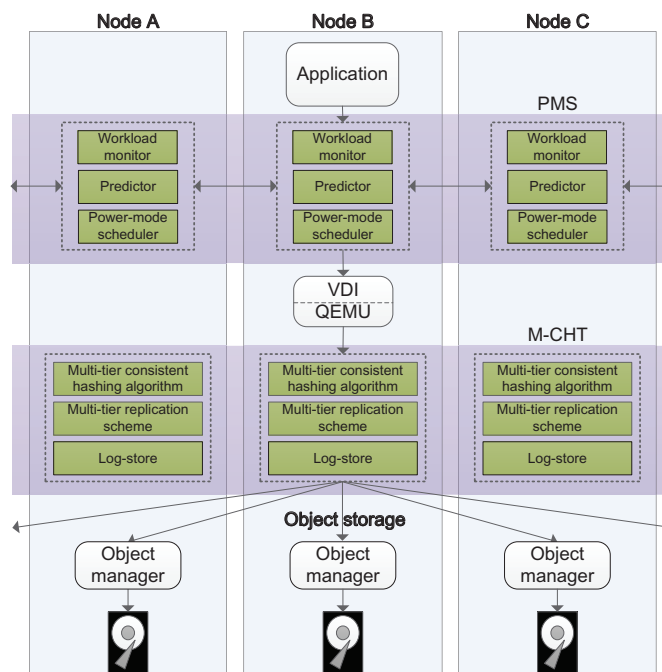 Node A
Node B
Node C
Application
PMS
Workload
monitor
Predictor
Power-mode
scheduler
Workload
monitor
Predictor
Power-mode
scheduler
Workload
monitor
Predictor
Power-mode
scheduler
VDI
QEMU
M-CHT
Multi-tier consistent
hashing algorithm
Multi-tier replication
scheme
Log-store
Multi-tier consistent
hashing algorithm
Multi-tier replication
scheme
Log-store
Multi-tier consistent
hashing algorithm
Multi-tier replication
scheme
Log-store
Object storage
Object
manager
Object
manager
Object
manager